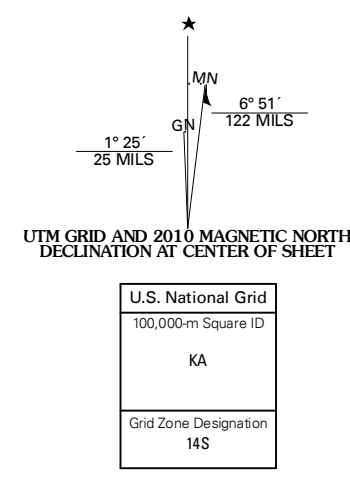 MN
GN
6° 51´
122 MILS
1° 25´
25 MILS
UTM GRID AND 2010 MAGNETIC NORTH
DECLINATION AT CENTER OF SHEET
U.S. National Grid
100,000-m Square ID
KA
Grid Zone Designation
14S